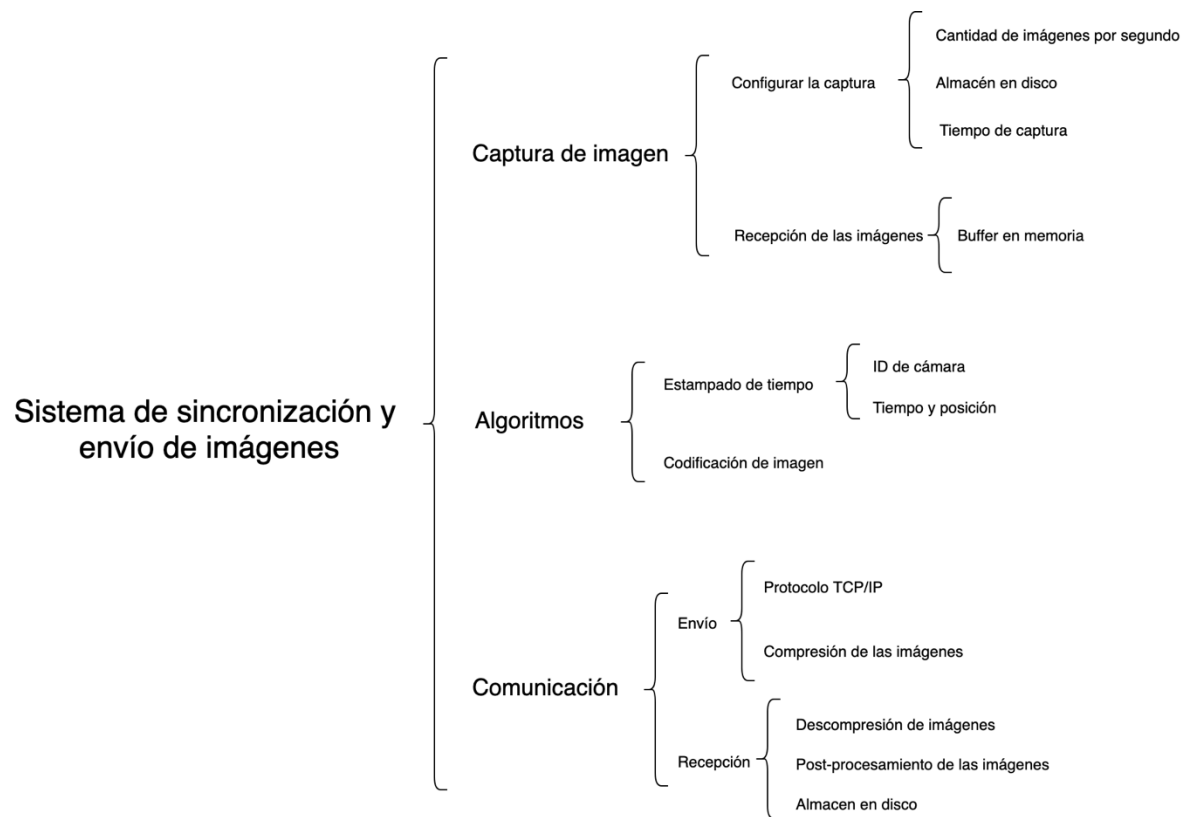 Sistema de sincronización y
envío de imágenes
Captura de imagen
Configurar la captura
Cantidad de imágenes por segundo
Almacén en disco
Tiempo de captura
Recepción de las imágenes
Buffer en memoria
Algoritmos
Estampado de tiempo
ID de cámara
Tiempo y posición
Codificación de imagen
Comunicación
Envío
Protocolo TCP/IP
Compresión de las imágenes
Recepción
Descompresión de imágenes
Post-procesamiento de las imágenes
Almacen en disco